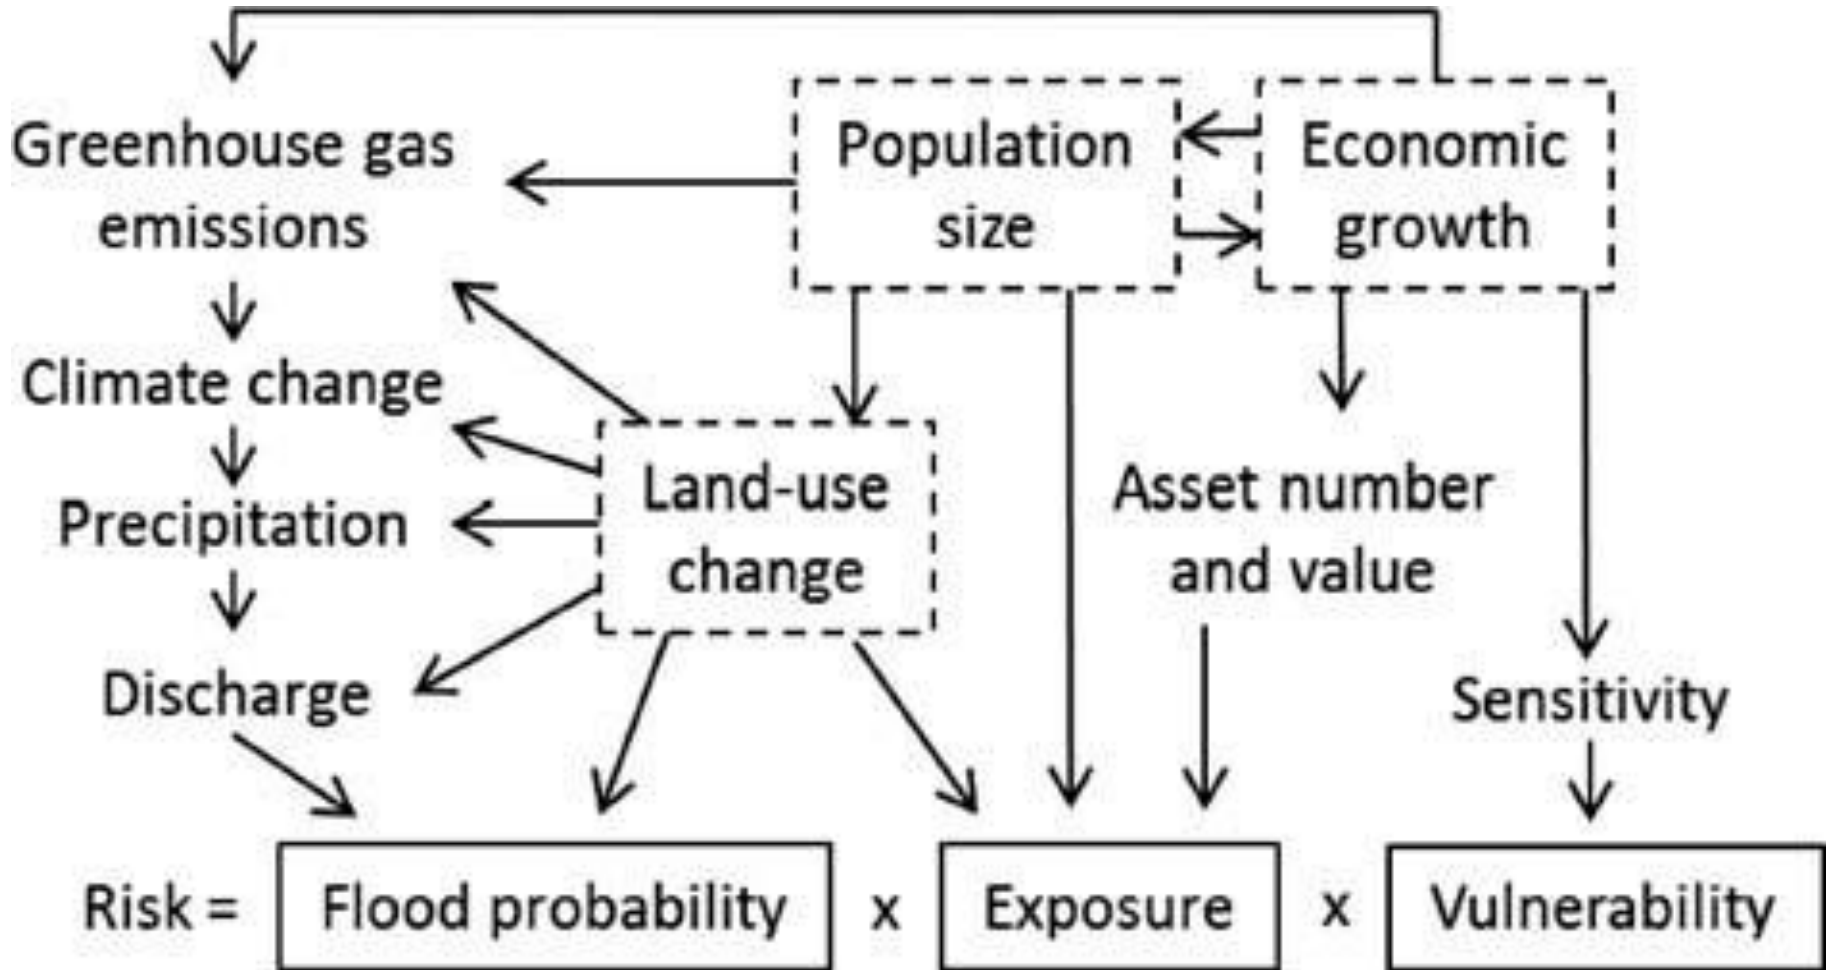 Greenhouse gas
emissions
Population
size
Economic
growth
Climate change
Precipitation
Land-use
change
Asset number
and value
Discharge
Sensitivity
Risk = Flood probability x Exposure x Vulnerability